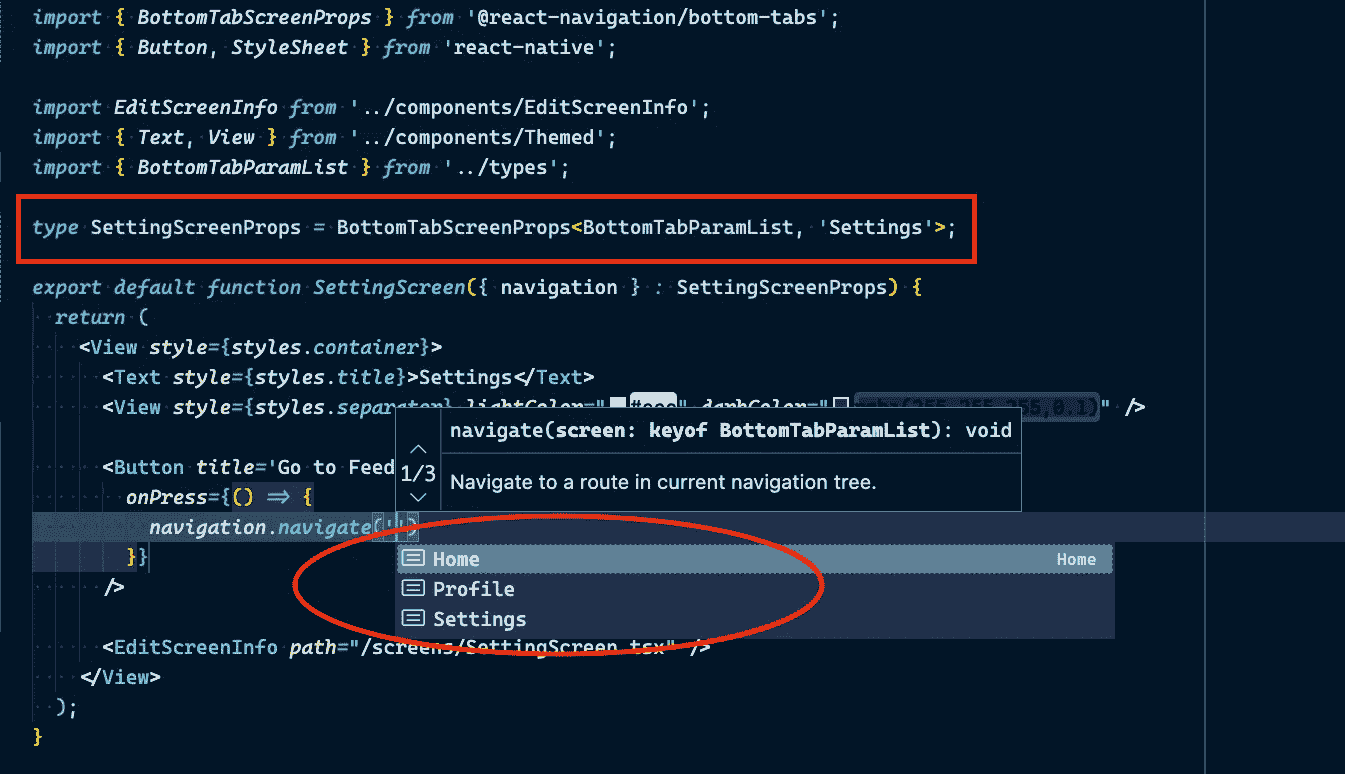 import { BottomTabScreenProps } from '@react-navigation/bottom-tabs';
import { Button, StyleSheet } from 'react-native';
import EditScreenInfo from '../components/EditScreenInfo';
import { Text, View } from '../components/Themed';
import { BottomTabParamList } from '../types';
type SettingScreenProps = BottomTabScreenProps<BottomTabParamList, 'Settings'>;
export default function SettingScreen({ navigation } : SettingScreenProps) {
return (
<View style={styles.container}>
<Text style={styles.title}>Settings</Text>
<View style={styles.separator} lightColor="#eee" darkColor="rgba(255,255,255,0.1)" />
navigate(screen: keyof BottomTabParamList): void
<Button title='Go to Feed
1/3
Navigate to a route in current navigation tree.
onPress={() => {
navigation.navigate('')
}}
Home Home
/>
Profile
Settings
<EditScreenInfo path="/screens/SettingScreen.tsx" />
</View>
);
}